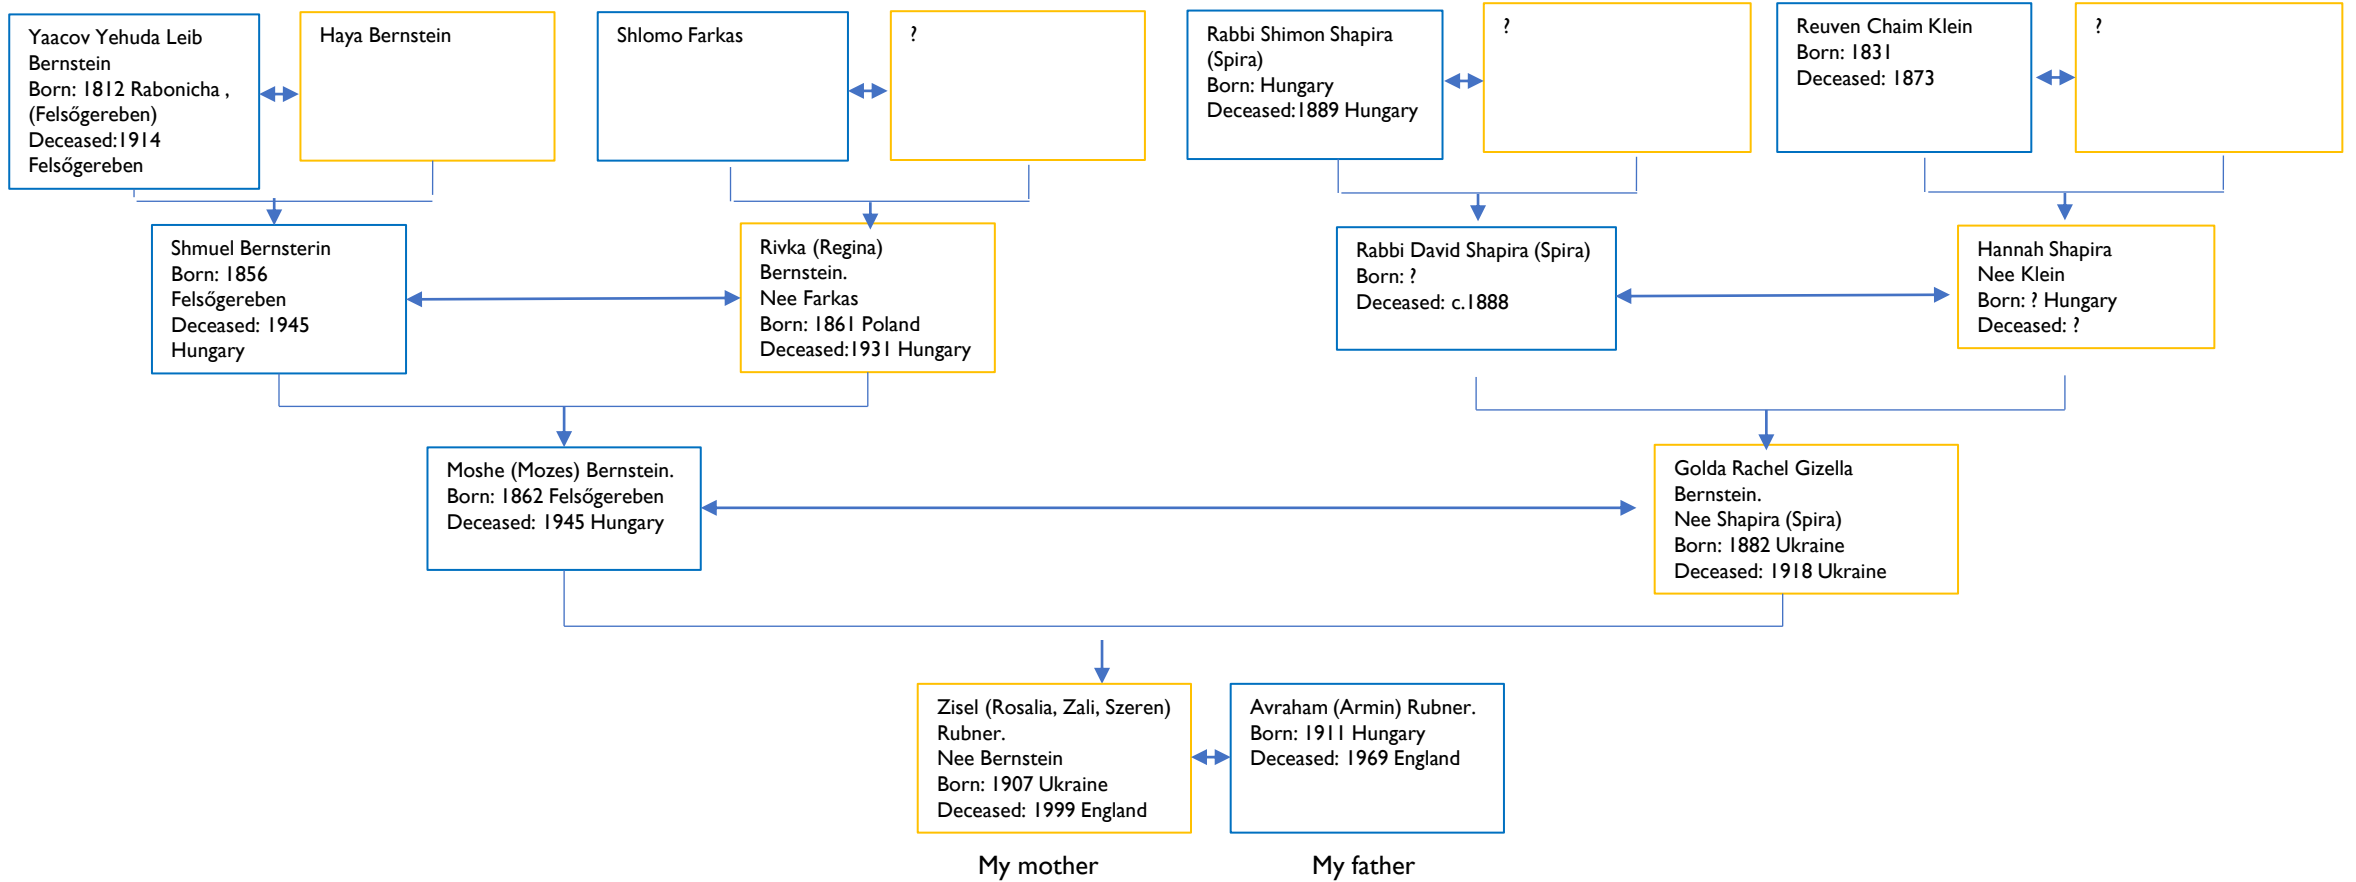 Yaacov Yehuda Leib
Bernstein
Born: 1812 Rabonicha ,
(Felsőgereben)
Deceased:1914
Felsőgereben
Haya Bernstein
Shlomo Farkas
?
Rabbi Shimon Shapira
(Spira)
Born: Hungary
Deceased:1889 Hungary
?
Reuven Chaim Klein
Born: 1831
Deceased: 1873
?
Shmuel Bernsterin
Born: 1856
Felsőgereben
Deceased: 1945
Hungary
Rivka (Regina)
Bernstein.
Nee Farkas
Born: 1861 Poland
Deceased:1931 Hungary
Rabbi David Shapira (Spira)
Born: ?
Deceased: c.1888
Hannah Shapira
Nee Klein
Born: ? Hungary
Deceased: ?
Moshe (Mozes) Bernstein.
Born: 1862 Felsőgereben
Deceased: 1945 Hungary
Golda Rachel Gizella
Bernstein.
Nee Shapira (Spira)
Born: 1882 Ukraine
Deceased: 1918 Ukraine
Zisel (Rosalia, Zali, Szeren)
Rubner.
Nee Bernstein
Born: 1907 Ukraine
Deceased: 1999 England
Avraham (Armin) Rubner.
Born: 1911 Hungary
Deceased: 1969 England
My mother
My father